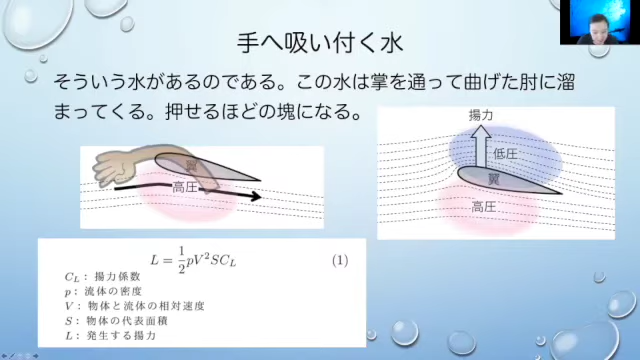 手へ吸い付く水
そういう水があるのである。この水は掌を通って曲げた肘に溜
まってくる。押せるほどの塊になる。
翼
高圧
揚力
低圧
翼
高圧
L = \frac{1}{2} pV^2SC_L (1)
C_L： 揚力係数
p： 流体の密度
V： 物体と流体の相対速度
S： 物体の代表面積
L： 発生する揚力